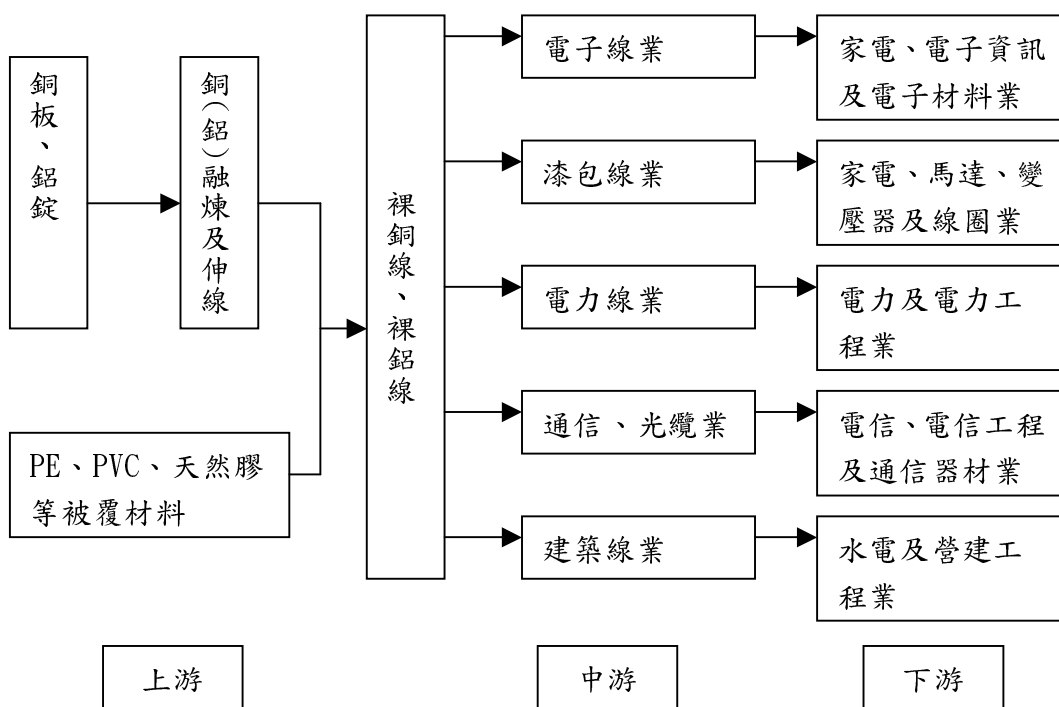 銅板、鋁錠
銅(鋁)融煉及伸線
PE、PVC、天然膠
等被覆材料
裸銅線、裸鋁線
電子線業
家電、電子資訊
及電子材料業
漆包線業
家電、馬達、變
壓器及線圈業
電力線業
電力及電力工
程業
通信、光纜業
電信、電信工程
及通信器材業
建築線業
水電及營建工
程業
上游
中游
下游